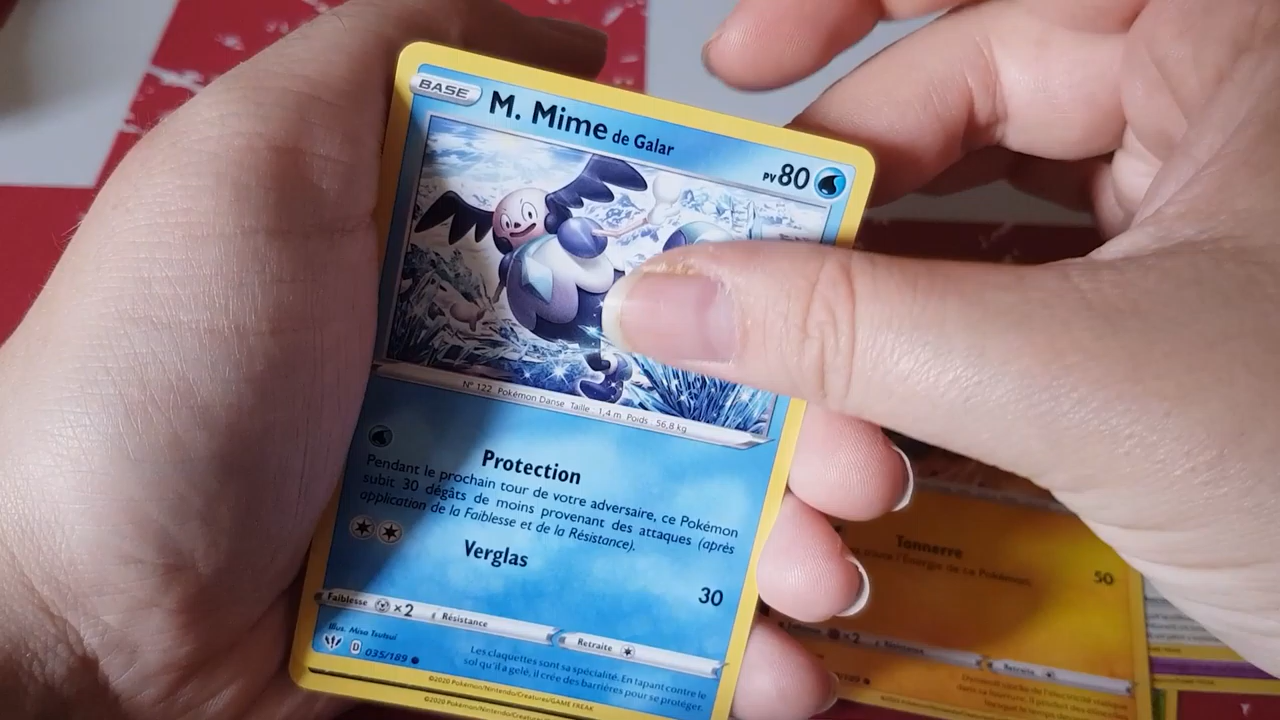 BASE
M. Mime de Galar
PV 80
N° 122 Pokémon Danse Taille : 1,4 m Poids : 56,8 kg
Protection
Pendant le prochain tour de votre adversaire, ce Pokémon
subit 30 dégâts de moins provenant des attaques (après
application de la Faiblesse et de la Résistance).
Verglas
30
Faiblesse ×2 Résistance
Retraite
Illus. Misa Tsutsui
D 035/189
Les claquettes sont sa spécialité. En tapant contre le
sol qu'il a gelé, il crée des barrières pour se protéger.
©2020 Pokémon/Nintendo/Creatures/GAME FREAK
Tonnerre
50
×2
Retraite